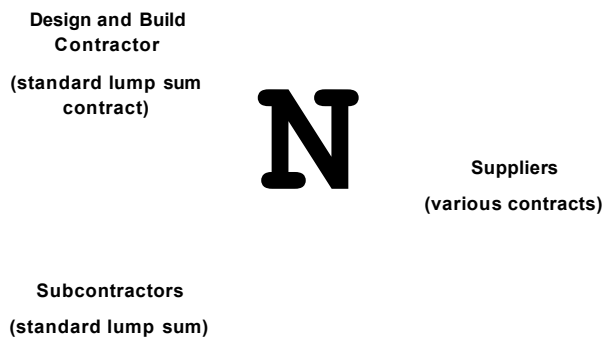 Design and Build
Contractor
(standard lump sum
contract)
N
Suppliers
(various contracts)
Subcontractors
(standard lump sum)